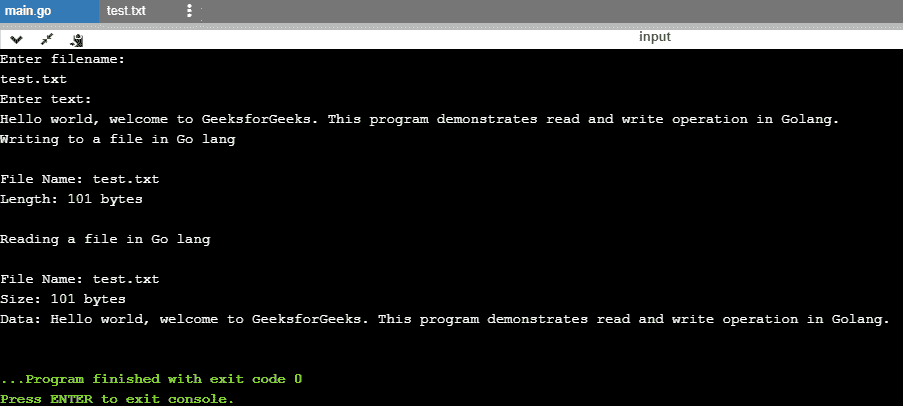 main.go test.txt
input
Enter filename:
test.txt
Enter text:
Hello world, welcome to GeeksforGeeks. This program demonstrates read and write operation in Golang.
Writing to a file in Go lang
File Name: test.txt
Length: 101 bytes
Reading a file in Go lang
File Name: test.txt
Size: 101 bytes
Data: Hello world, welcome to GeeksforGeeks. This program demonstrates read and write operation in Golang.
...Program finished with exit code 0
Press ENTER to exit console.